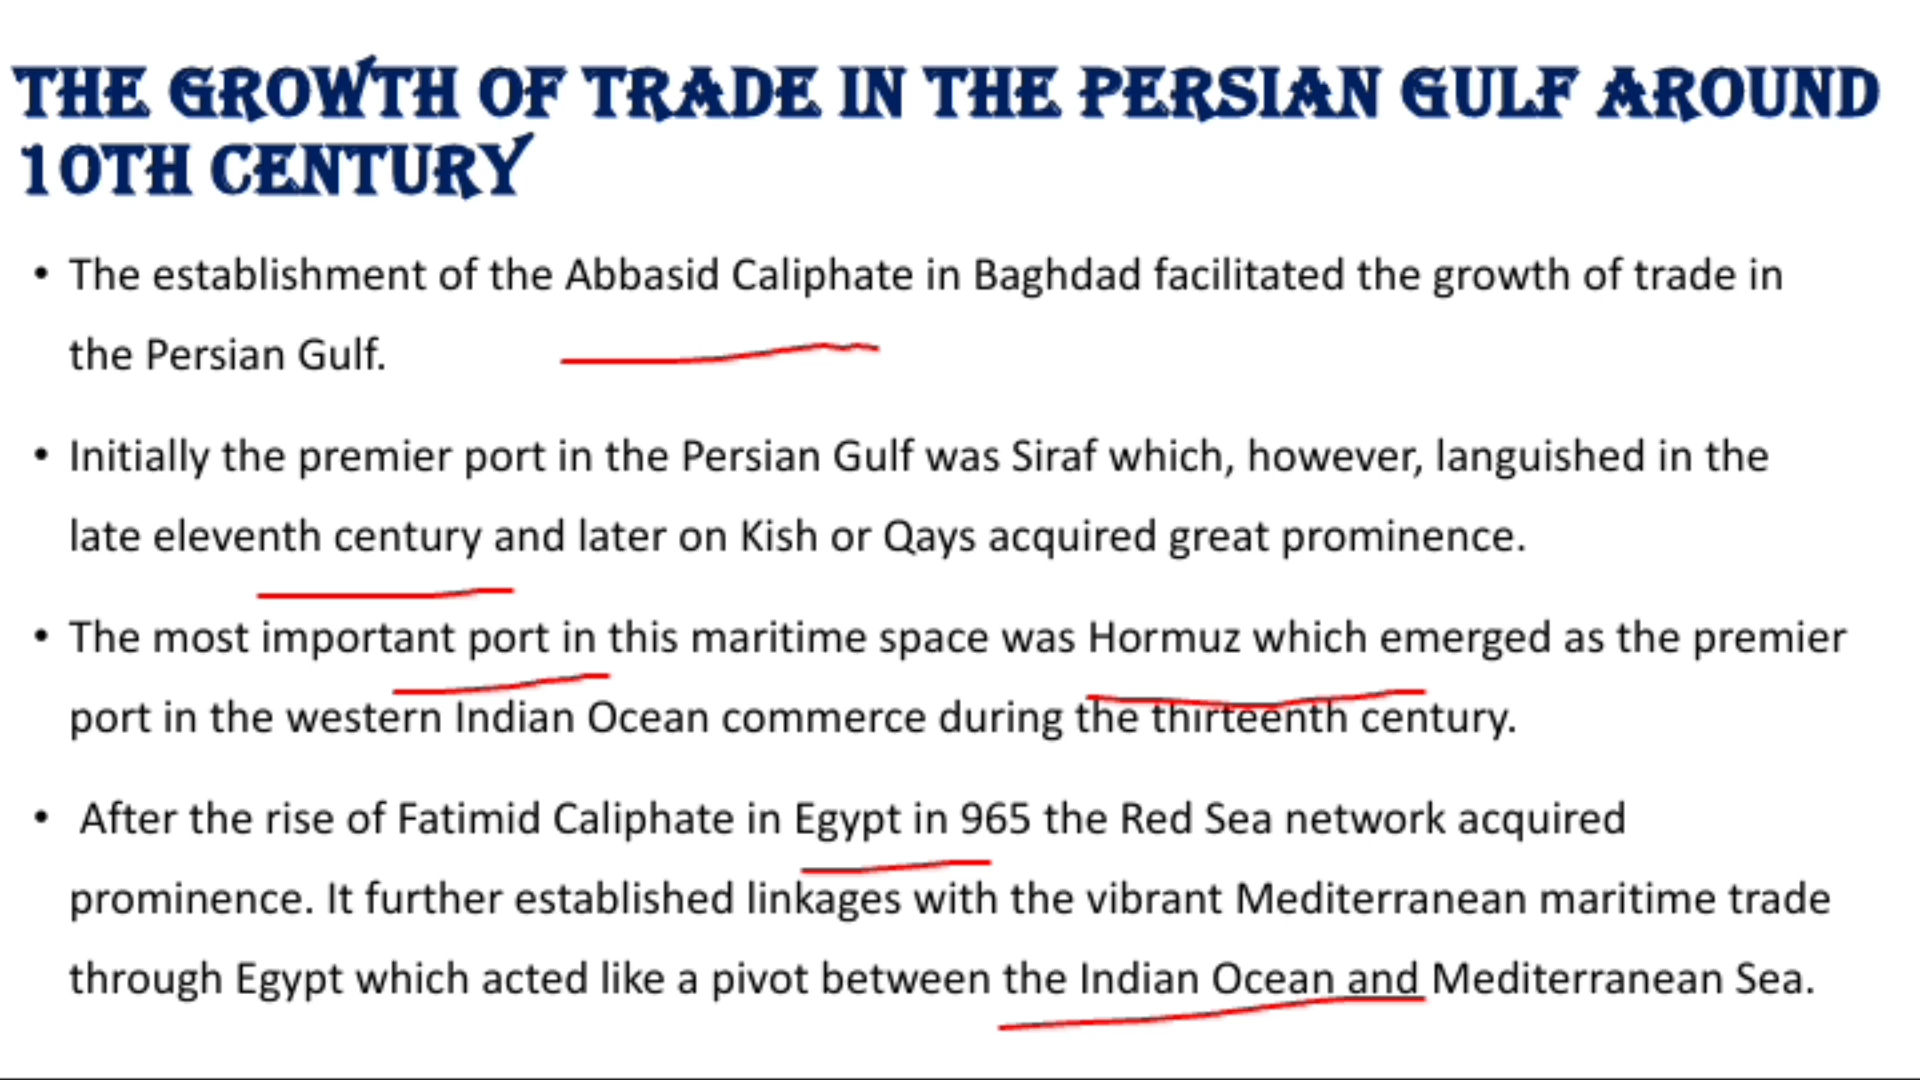 THE GROWTH OF TRADE IN THE PERSIAN GULF AROUND
10TH CENTURY
• The establishment of the Abbasid Caliphate in Baghdad facilitated the growth of trade in
the Persian Gulf.
• Initially the premier port in the Persian Gulf was Siraf which, however, languished in the
late eleventh century and later on Kish or Qays acquired great prominence.
• The most important port in this maritime space was Hormuz which emerged as the premier
port in the western Indian Ocean commerce during the thirteenth century.
• After the rise of Fatimid Caliphate in Egypt in 965 the Red Sea network acquired
prominence. It further established linkages with the vibrant Mediterranean maritime trade
through Egypt which acted like a pivot between the Indian Ocean and Mediterranean Sea.